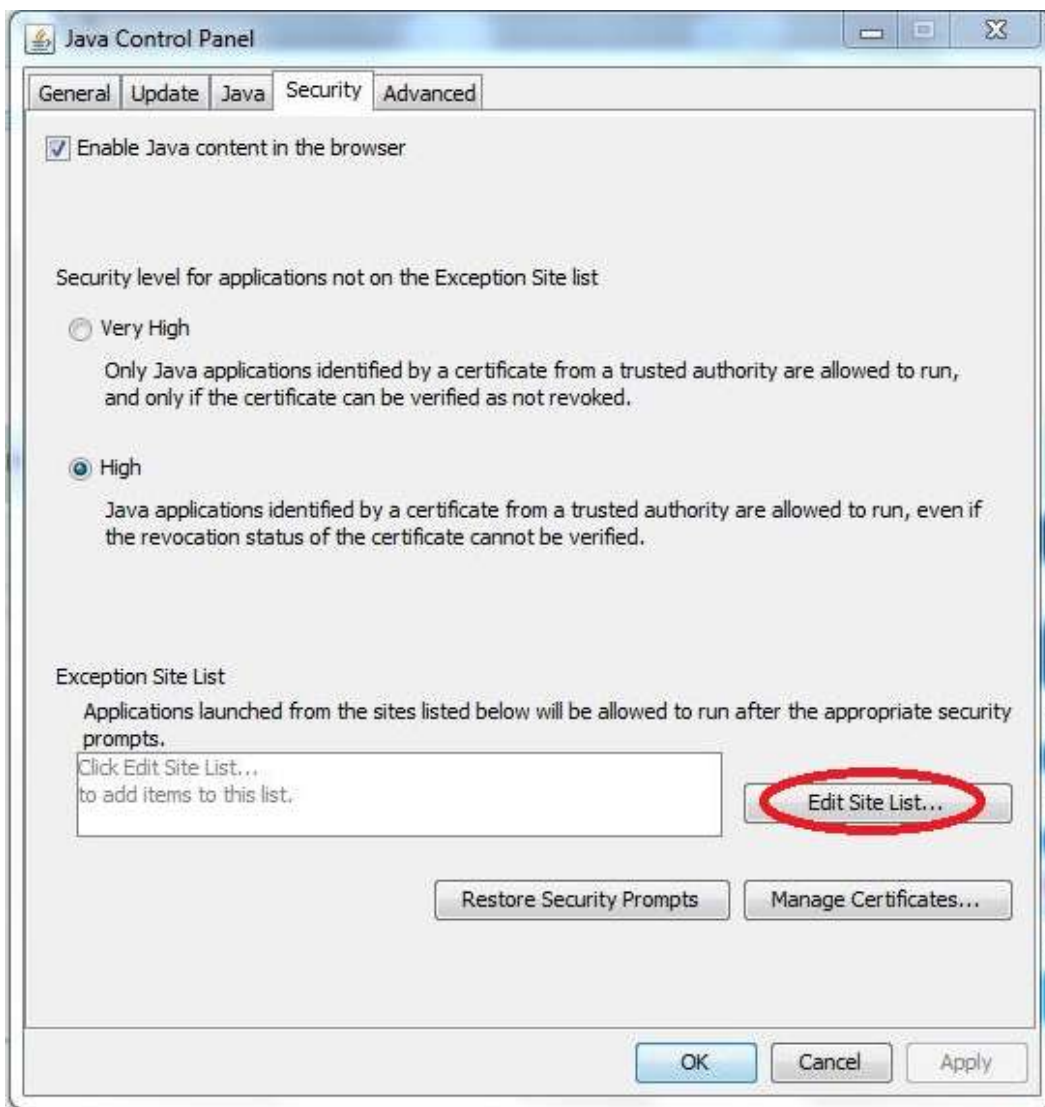 Java Control Panel
General Update Java Security Advanced
Enable Java content in the browser
Security level for applications not on the Exception Site list
Very High
Only Java applications identified by a certificate from a trusted authority are allowed to run,
and only if the certificate can be verified as not revoked.
High
Java applications identified by a certificate from a trusted authority are allowed to run, even if
the revocation status of the certificate cannot be verified.
Exception Site List
Applications launched from the sites listed below will be allowed to run after the appropriate security
prompts.
Click Edit Site List...
to add items to this list.
Edit Site List...
Restore Security Prompts Manage Certificates...
OK Cancel Apply